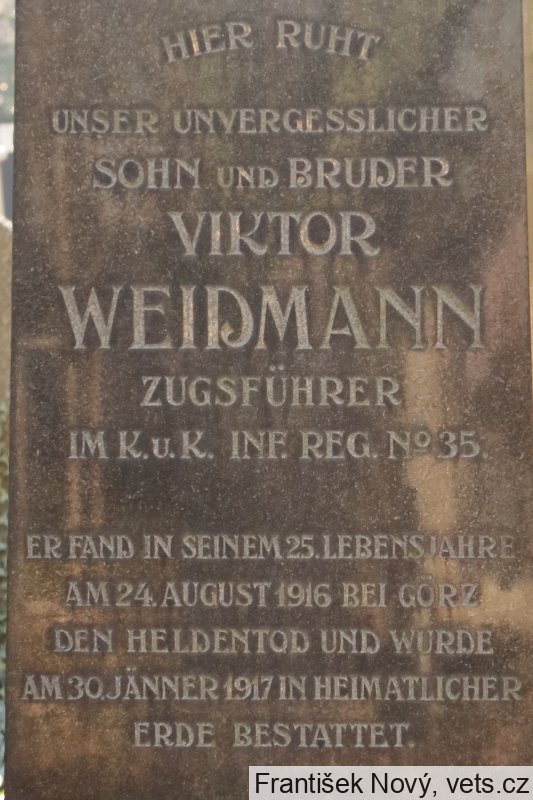 HIER RUHT
UNSER UNVERGESSLICHER
SOHN UND BRUDER
VIKTOR
WEIDMANN
ZUGSFÜHRER
IM K.u.K. INF. REG. No 35.
ER FAND IN SEINEM 25. LEBENSJAHRE
AM 24. AUGUST 1916 BEI GÖRZ
DEN HELDENTOD UND WURDE
AM 30. JÄNNER 1917 IN HEIMATLICHER
ERDE BESTATTET.
František Nový, vets.cz